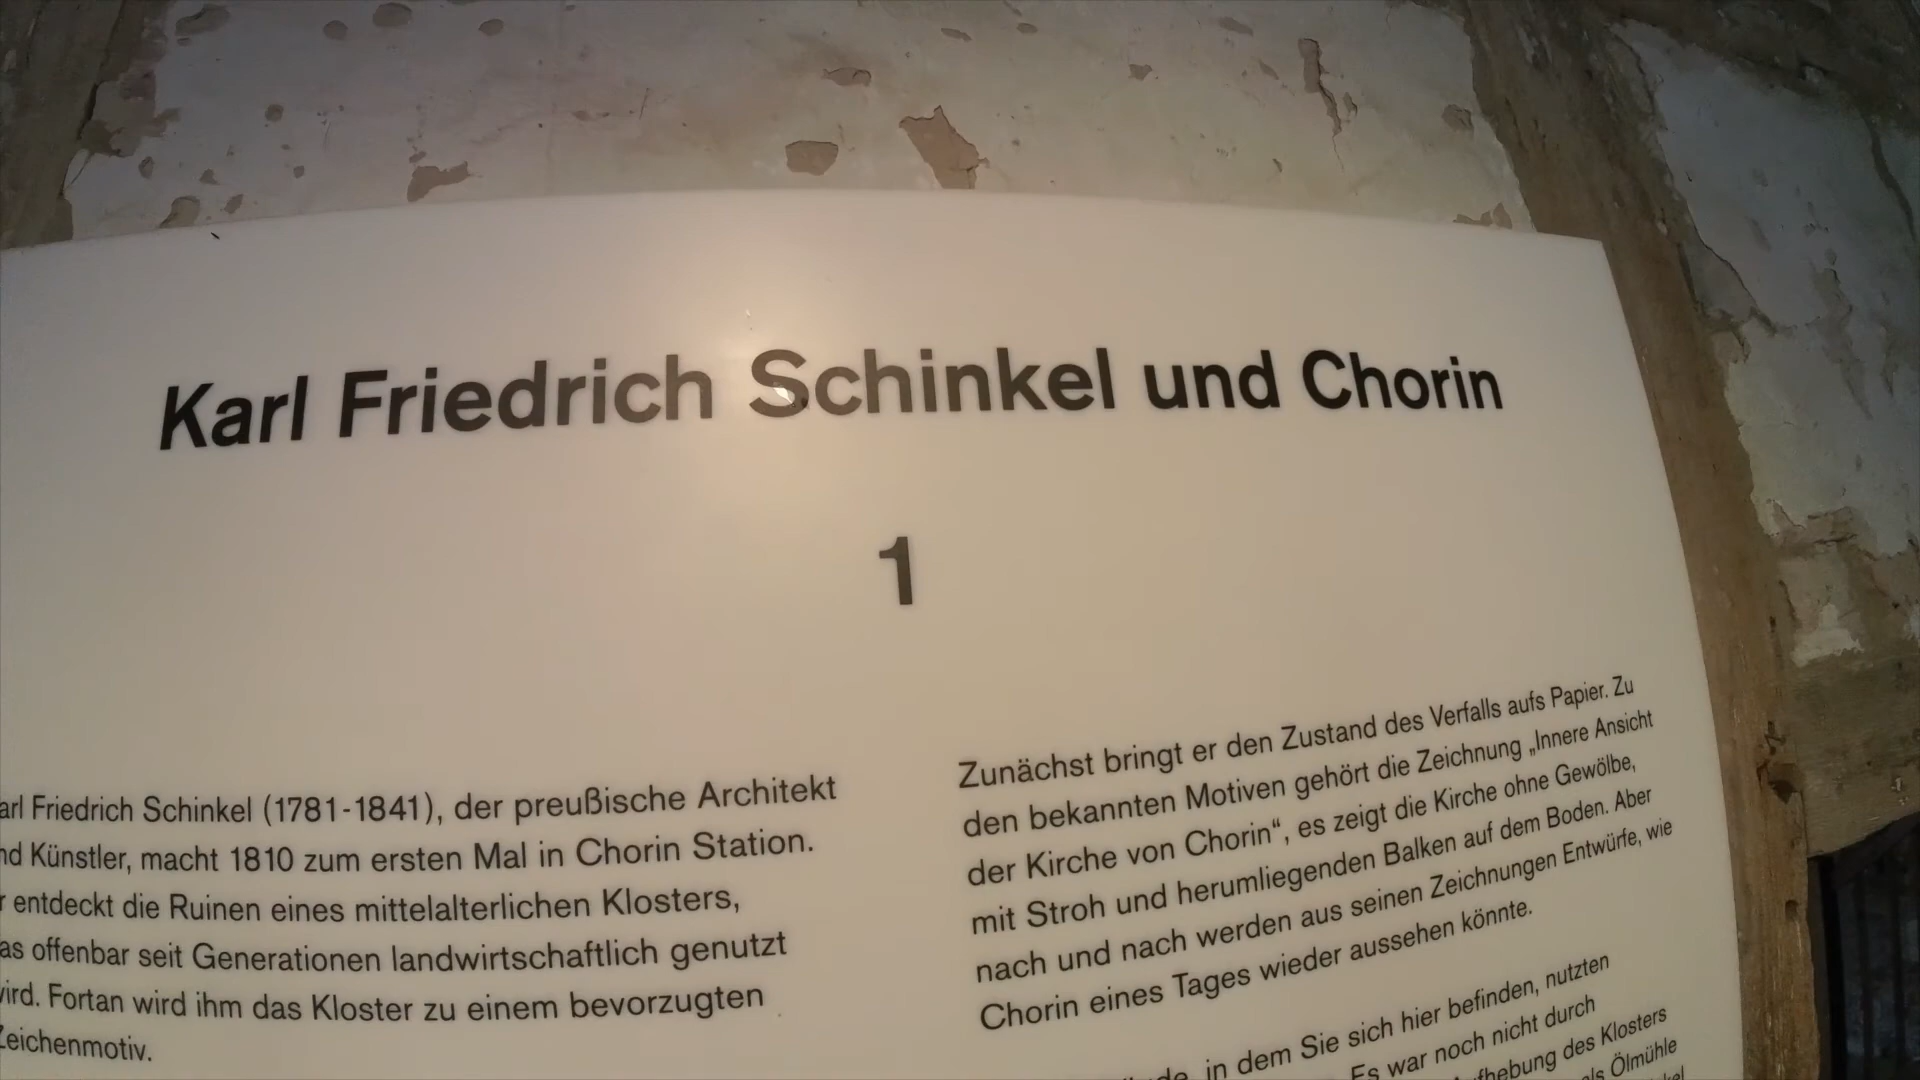 Karl Friedrich Schinkel und Chorin
1
Friedrich Schinkel (1781-1841), der preußische Architekt
Künstler, macht 1810 zum ersten Mal in Chorin Station.
entdeckt die Ruinen eines mittelalterlichen Klosters,
offenbar seit Generationen landwirtschaftlich genutzt
Fortan wird ihm das Kloster zu einem bevorzugten
Zeichenmotiv.
Zunächst bringt er den Zustand des Verfalls aufs Papier. Zu
den bekannten Motiven gehört die Zeichnung „Innere Ansicht
der Kirche von Chorin“, es zeigt die Kirche ohne Gewölbe,
mit Stroh und herumliegenden Balken auf dem Boden. Aber
nach und nach werden aus seinen Zeichnungen Entwürfe, wie
Chorin eines Tages wieder aussehen könnte.
in dem Sie sich hier befinden, nutzten
Es war noch nicht durch
des Klosters
als Ölmühle